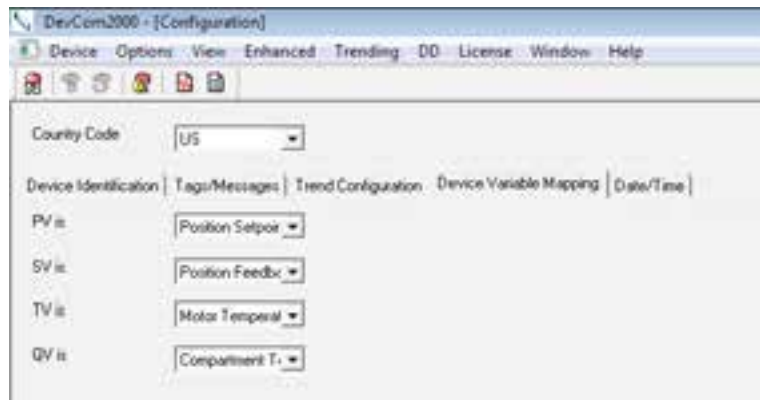 DevCom2000 - [Configuration]
Device Options View Enhanced Trending DD License Window Help
Country Code US
Device Identification Tags/Messages Trend Configuration Device Variable Mapping Date/Time
PV is Position Setpoir
SV is Position Feedbc
TV is Motor Temperat
QV is Compartment T